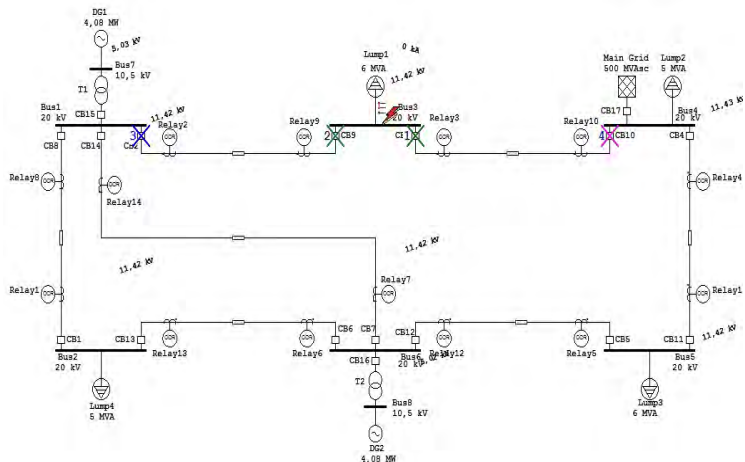 DG1
4,08 MW
5,03 kV
Bus7
10,5 kV
T1
CB15
Bus1
20 kV
11,42 kV
CB8
CB14
3
Relay2
Relay9
Lump1
6 MVA
0 kA
11,42 kV
Bus3
20 kV
2
CB9
1
Relay3
Relay10
Main Grid
500 MVAsc
Lump2
5 MVA
CB17
Bus4
20 kV
11,43 kV
4
CB10
CB4
Relay8
Relay14
Relay4
11,42 kV
11,42 kV
Relay1
Relay7
Relay1
CB1
CB13
Bus2
20 kV
Relay13
Relay6
CB6
CB7
CB12
CB16
Bus6
20 kV
Relay12
Relay5
CB5
CB11
11,42 kV
Bus5
20 kV
Lump4
5 MVA
T2
Bus8
10,5 kV
DG2
4,08 MW
Lump3
6 MVA